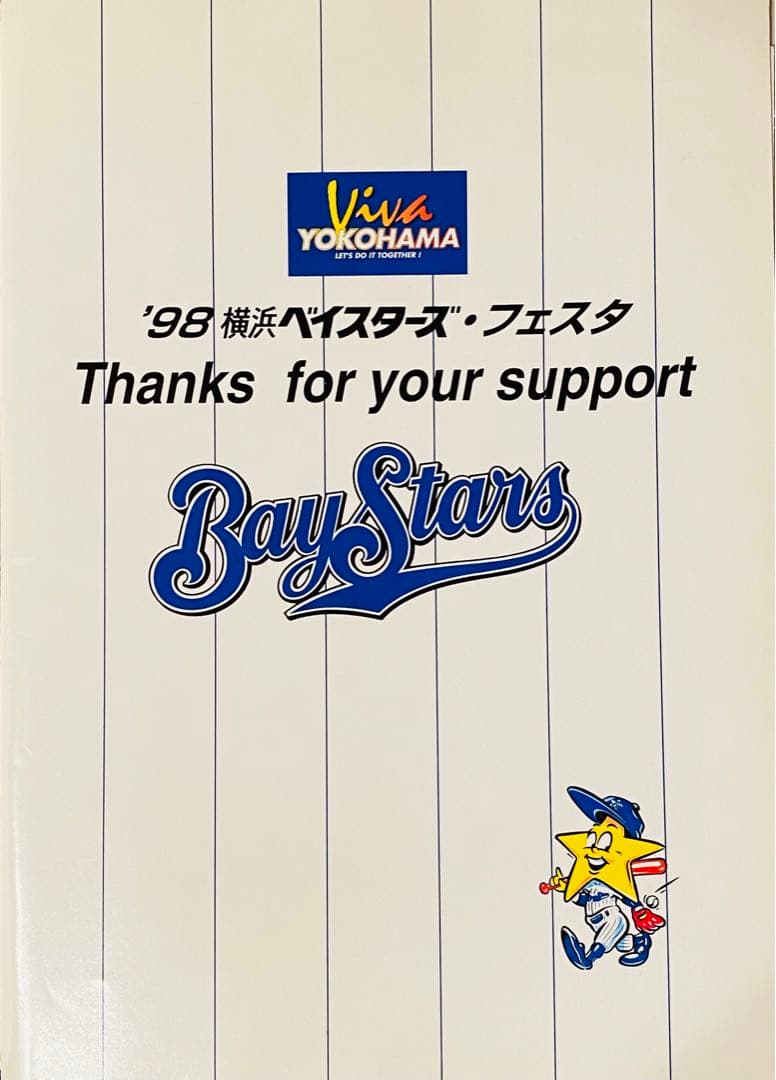 Viva
YOKOHAMA
LET'S DO IT TOGETHER !
'98 横浜ベイスターズ・フェスタ
Thanks for your support
BayStars